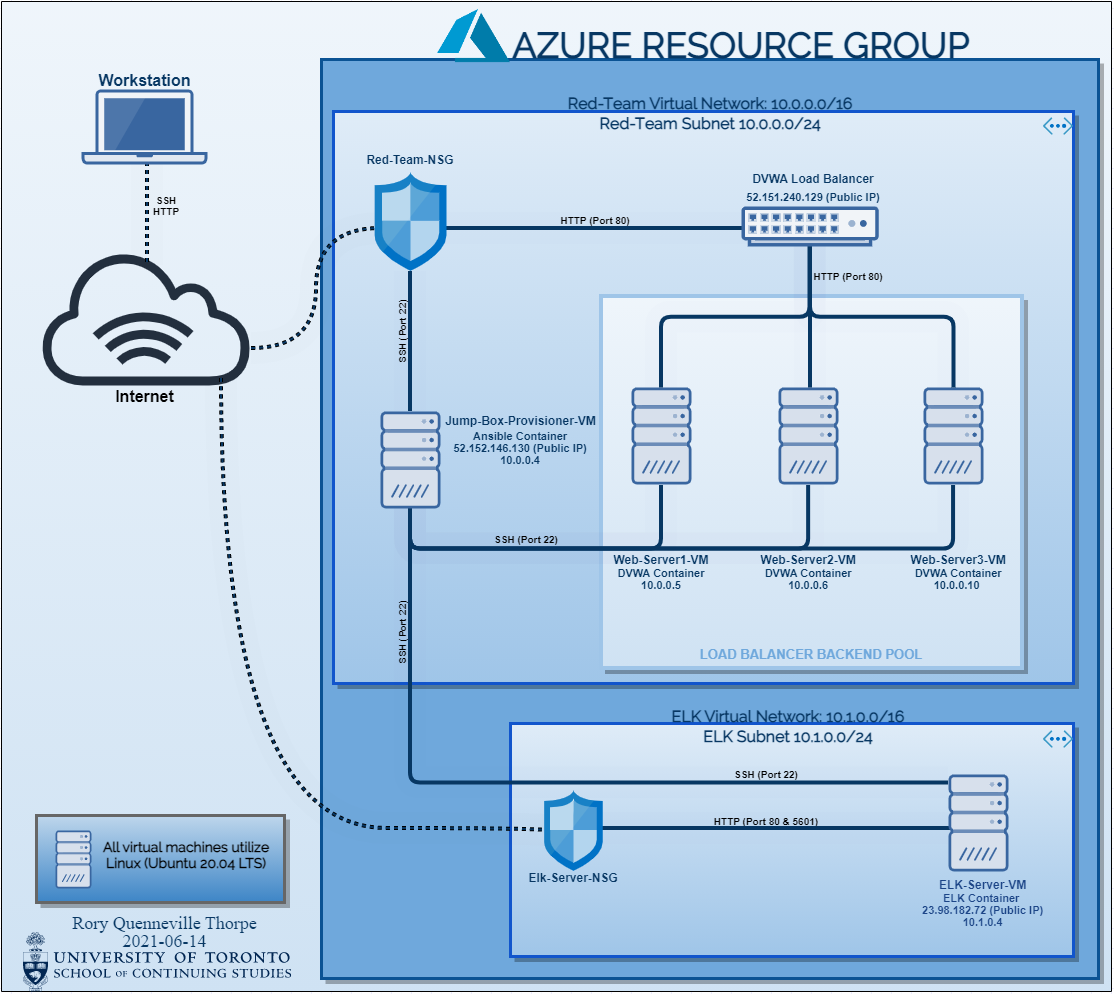 AZURE RESOURCE GROUP
Workstation
SSH
HTTP
Internet
Red-Team Virtual Network: 10.0.0.0/16
Red-Team Subnet 10.0.0.0/24
Red-Team-NSG
DVWA Load Balancer
52.151.240.129 (Public IP)
HTTP (Port 80)
HTTP (Port 80)
SSH (Port 22)
Jump-Box-Provisioner-VM
Ansible Container
52.152.146.130 (Public IP)
10.0.0.4
SSH (Port 22)
Web-Server1-VM
DVWA Container
10.0.0.5
Web-Server2-VM
DVWA Container
10.0.0.6
Web-Server3-VM
DVWA Container
10.0.0.10
SSH (Port 22)
LOAD BALANCER BACKEND POOL
ELK Virtual Network: 10.1.0.0/16
ELK Subnet 10.1.0.0/24
SSH (Port 22)
HTTP (Port 80 & 5601)
Elk-Server-NSG
ELK-Server-VM
ELK Container
23.98.182.72 (Public IP)
10.1.0.4
All virtual machines utilize
Linux (Ubuntu 20.04 LTS)
Rory Quenneville Thorpe
2021-06-14
UNIVERSITY OF TORONTO
SCHOOL OF CONTINUING STUDIES